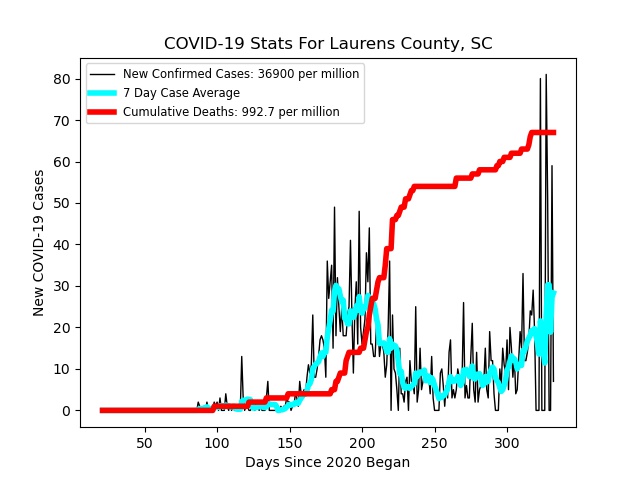 COVID-19 Stats For Laurens County, SC
New Confirmed Cases: 36900 per million
7 Day Case Average
Cumulative Deaths: 992.7 per million
New COVID-19 Cases
80
70
60
50
40
30
20
10
0
50 100 150 200 250 300
Days Since 2020 Began